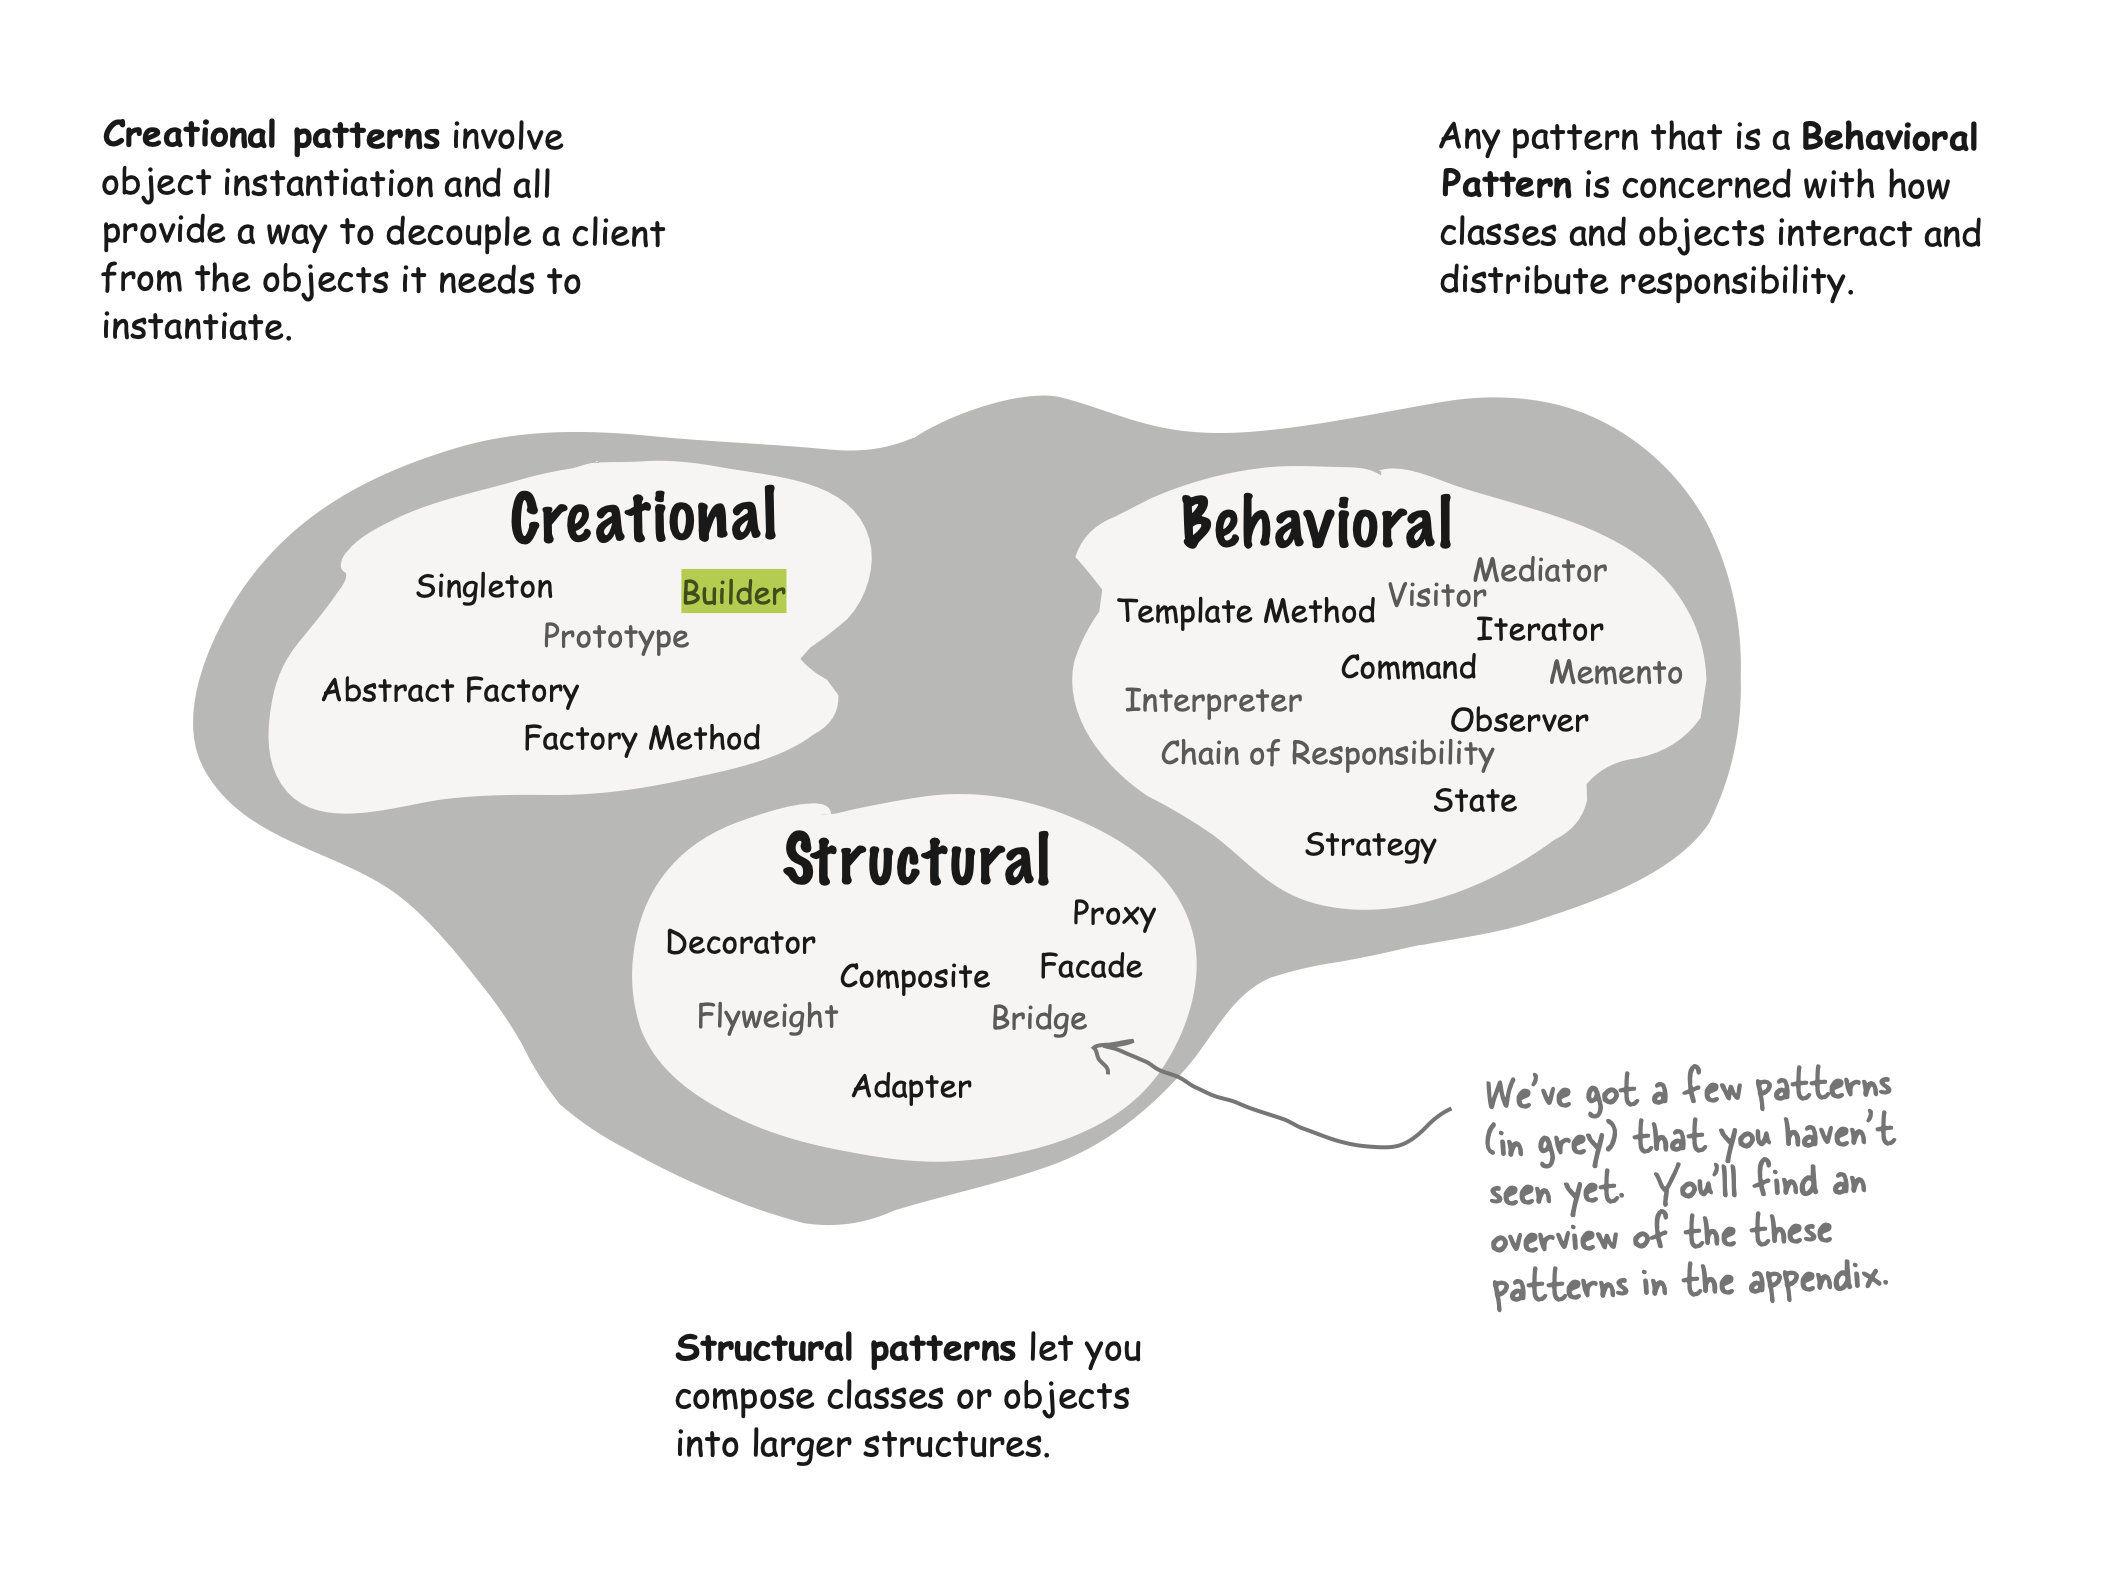 Creational patterns involve
object instantiation and all
provide a way to decouple a client
from the objects it needs to
instantiate.
Any pattern that is a Behavioral
Pattern is concerned with how
classes and objects interact and
distribute responsibility.
Creational
Singleton
Builder
Prototype
Abstract Factory
Factory Method
Behavioral
Mediator
Visitor
Template Method
Iterator
Command
Memento
Interpreter
Observer
Chain of Responsibility
State
Strategy
Structural
Proxy
Decorator
Facade
Composite
Flyweight
Bridge
Adapter
We've got a few patterns
(in grey) that you haven't
seen yet. You'll find an
overview of the these
patterns in the appendix.
Structural patterns let you
compose classes or objects
into larger structures.